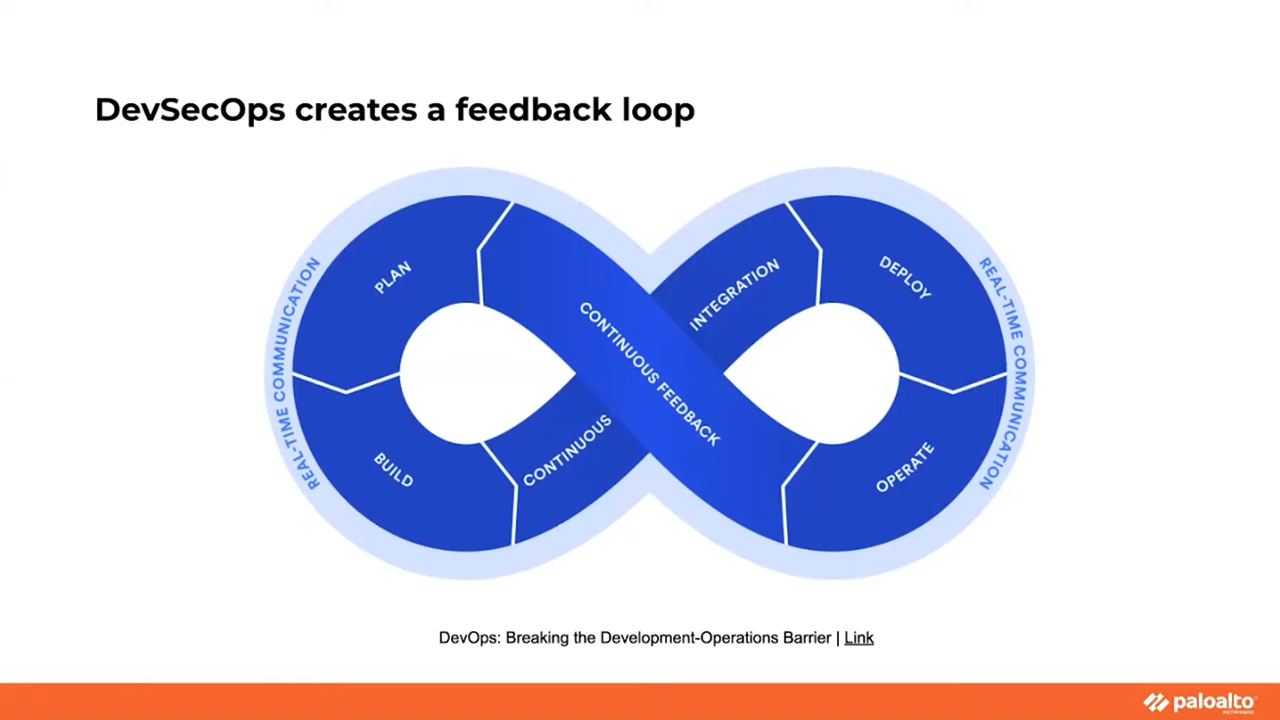 DevSecOps creates a feedback loop
REAL-TIME COMMUNICATION
PLAN
BUILD
CONTINUOUS
INTEGRATION
CONTINUOUS FEEDBACK
DEPLOY
OPERATE
REAL-TIME COMMUNICATION
DevOps: Breaking the Development-Operations Barrier | Link
paloalto
NETWORKS